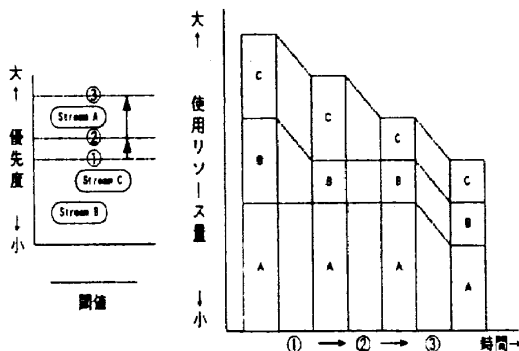 大
↑
優先度
↓
小
③
Stream A
②
①
Stream C
Stream B
閾値
大
↑
使用リソース量
↓
小
C
B
A
C
B
A
C
B
A
C
B
A
① → ② → ③ 時間→